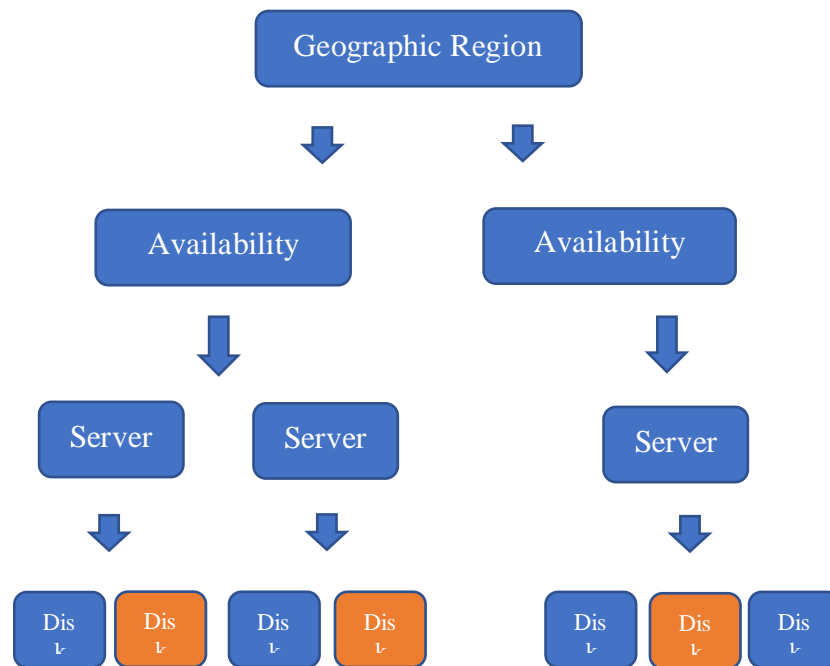 Geographic Region
Availability
Availability
Server
Server
Server
Dis
k
Dis
k
Dis
k
Dis
k
Dis
k
Dis
k
Dis
k